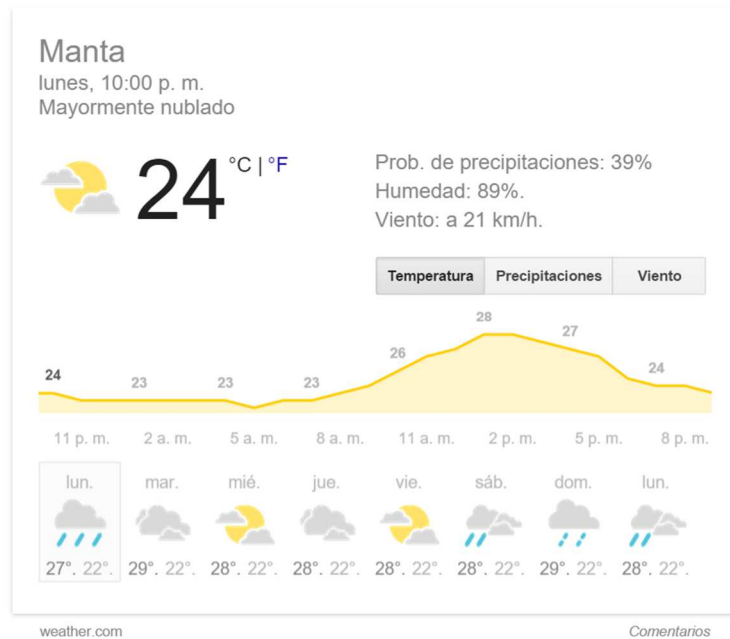 Manta
lunes, 10:00 p. m.
Mayormente nublado
24 °C | °F
Prob. de precipitaciones: 39%
Humedad: 89%.
Viento: a 21 km/h.
Temperatura Precipitaciones Viento
24 23 23 23 26 28 27 24
11 p. m. 2 a. m. 5 a. m. 8 a. m. 11 a. m. 2 p. m. 5 p. m. 8 p. m.
lun. mar. mié. jue. vie. sáb. dom. lun.
27°. 22°. 29°. 22°. 28°. 22°. 28°. 22°. 28°. 22°. 28°. 22°. 29°. 22°. 28°. 22°.
weather.com Comentarios